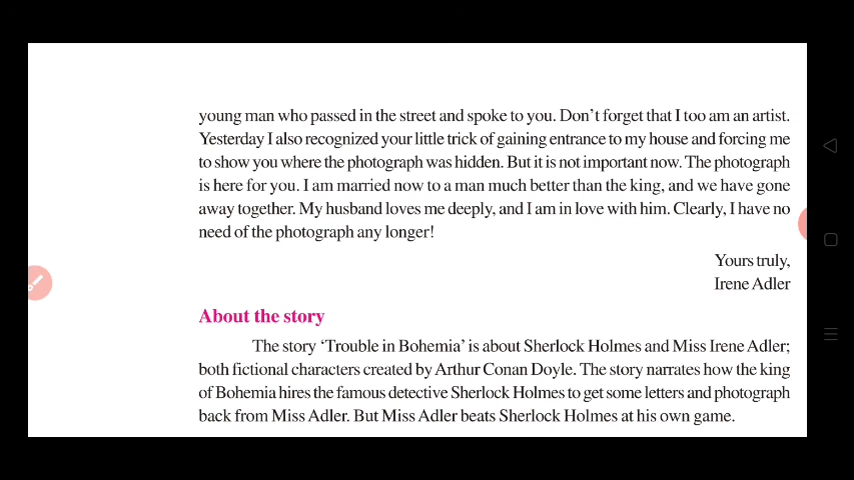 young man who passed in the street and spoke to you. Don't forget that I too am an artist.
Yesterday I also recognized your little trick of gaining entrance to my house and forcing me
to show you where the photograph was hidden. But it is not important now. The photograph
is here for you. I am married now to a man much better than the king, and we have gone
away together. My husband loves me deeply, and I am in love with him. Clearly, I have no
need of the photograph any longer!
Yours truly,
Irene Adler
About the story
The story ‘Trouble in Bohemia’ is about Sherlock Holmes and Miss Irene Adler;
both fictional characters created by Arthur Conan Doyle. The story narrates how the king
of Bohemia hires the famous detective Sherlock Holmes to get some letters and photograph
back from Miss Adler. But Miss Adler beats Sherlock Holmes at his own game.